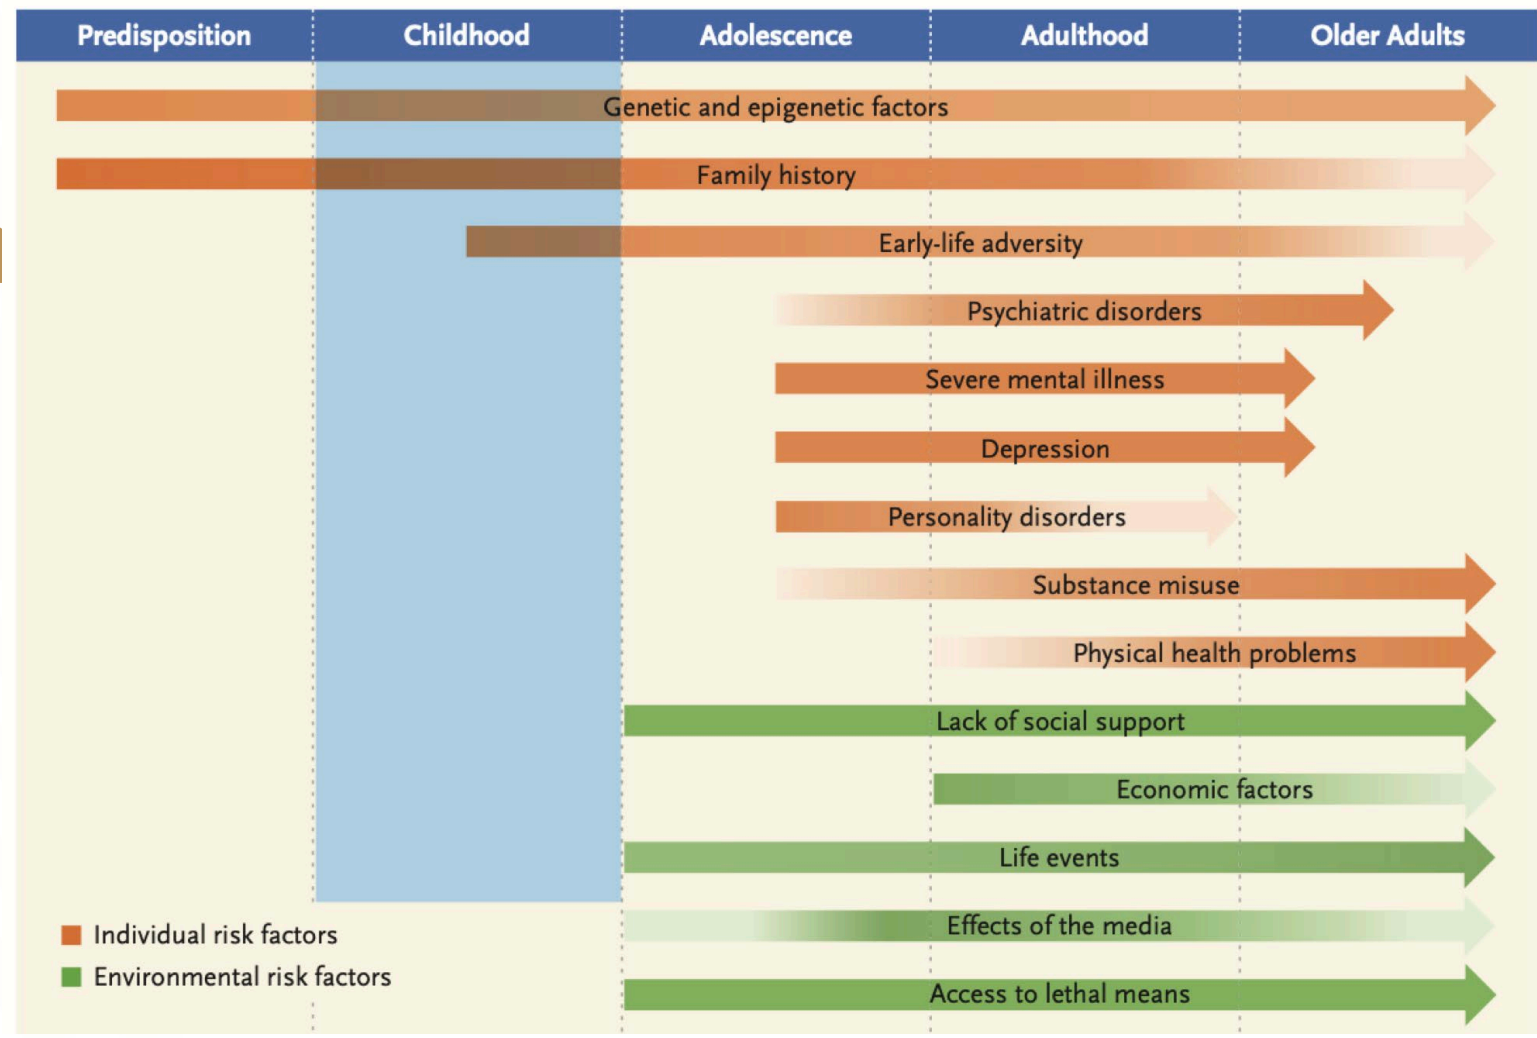 Predisposition Childhood Adolescence Adulthood Older Adults
Genetic and epigenetic factors
Family history
Early-life adversity
Psychiatric disorders
Severe mental illness
Depression
Personality disorders
Substance misuse
Physical health problems
Lack of social support
Economic factors
Life events
Effects of the media
Access to lethal means
Individual risk factors
Environmental risk factors